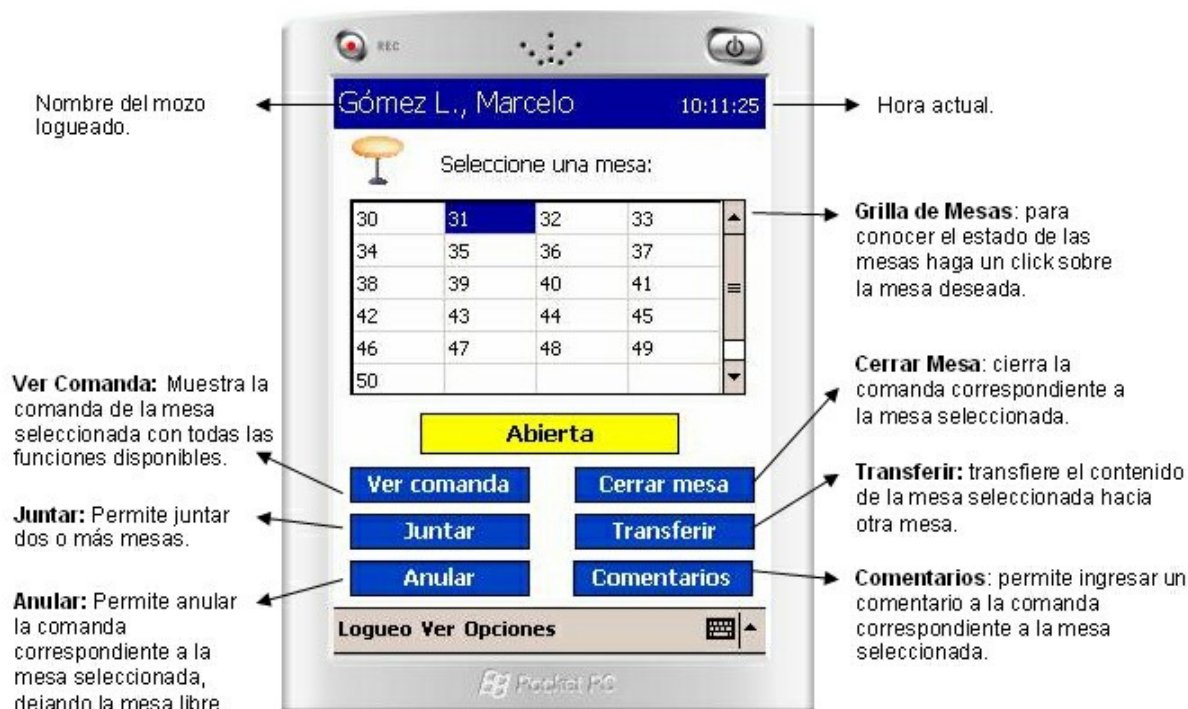 REC
Gómez L., Marcelo 10:11:25
Seleccione una mesa:
30 31 32 33
34 35 36 37
38 39 40 41
42 43 44 45
46 47 48 49
50
Abierta
Ver comanda Cerrar mesa
Juntar Transferir
Anular Comentarios
Logueo Ver Opciones
Pocket PC
Nombre del mozo
logueado.
Ver Comanda: Muestra la
comanda de la mesa
seleccionada con todas las
funciones disponibles.
Juntar: Permite juntar
dos o más mesas.
Anular: Permite anular
la comanda
correspondiente a la
mesa seleccionada,
dejando la mesa libre
Hora actual.
Grilla de Mesas: para
conocer el estado de las
mesas haga un click sobre
la mesa deseada.
Cerrar Mesa: cierra la
comanda correspondiente a
la mesa seleccionada.
Transferir: transfiere el contenido
de la mesa seleccionada hacia
otra mesa.
Comentarios: permite ingresar un
comentario a la comanda
correspondiente a la mesa
seleccionada.